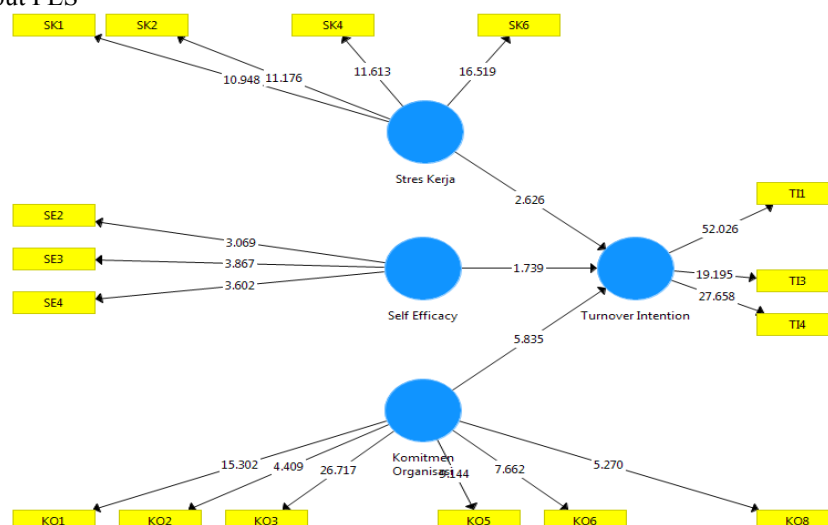 SK1 SK2 SK4 SK6
10.948 11.176 11.613 16.519
Stres Kerja
2.626
TI1
SE2
52.026
3.069
SE3
3.867
1.739
19.195
TI3
SE4
3.602
27.658
Self Efficacy
Turnover Intention
TI4
5.835
Komitmen
15.302 4.409 26.717 7.662 5.270
KO1 KO2 KO3 KO5 KO6 KO8